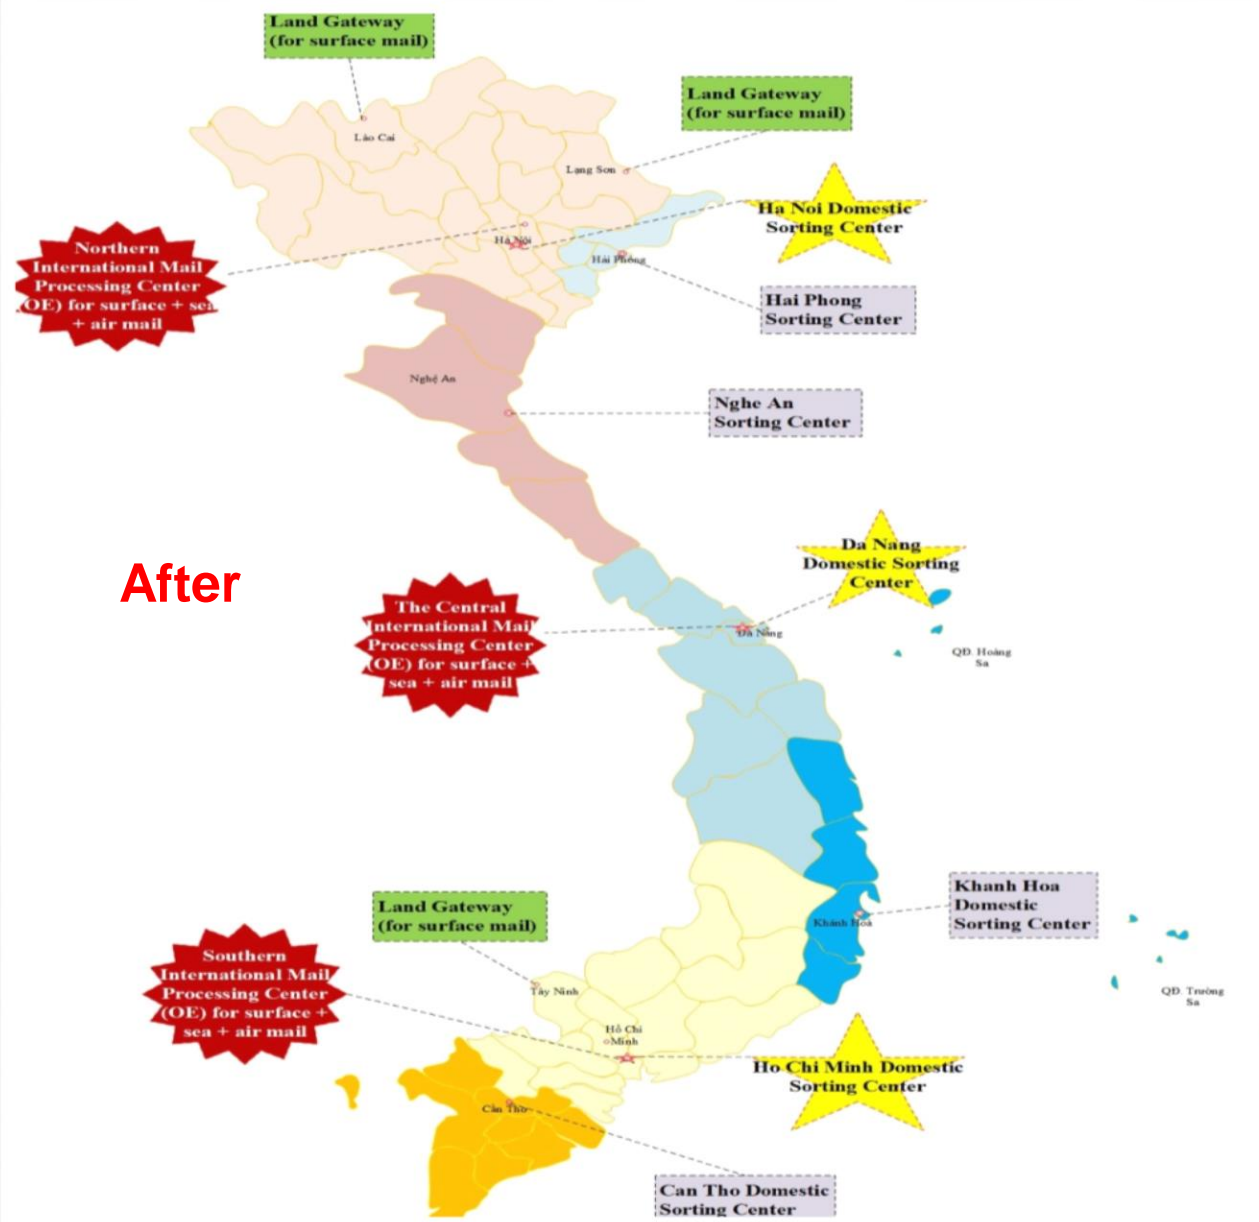 Land Gateway
(for surface mail)
Land Gateway
(for surface mail)
Lào Cai
Lạng Sơn
Ha Noi Domestic
Sorting Center
Northern
International Mail
Processing Center
(OE) for surface + sea
+ air mail
Hà Nội
Hải Phòng
Hai Phong
Sorting Center
Nghệ An
Nghe An
Sorting Center
Da Nang
Domestic Sorting
Center
After
The Central
International Mail
Processing Center
(OE) for surface +
sea + air mail
Đà Nẵng
QĐ. Hoàng
Sa
Khanh Hoa
Domestic
Sorting Center
Khánh Hoà
Land Gateway
(for surface mail)
Southern
International Mail
Processing Center
(OE) for surface +
sea + air mail
Tây Ninh
QĐ. Trường
Sa
Hồ Chí
Minh
Ho Chi Minh Domestic
Sorting Center
Cần Thơ
Can Tho Domestic
Sorting Center